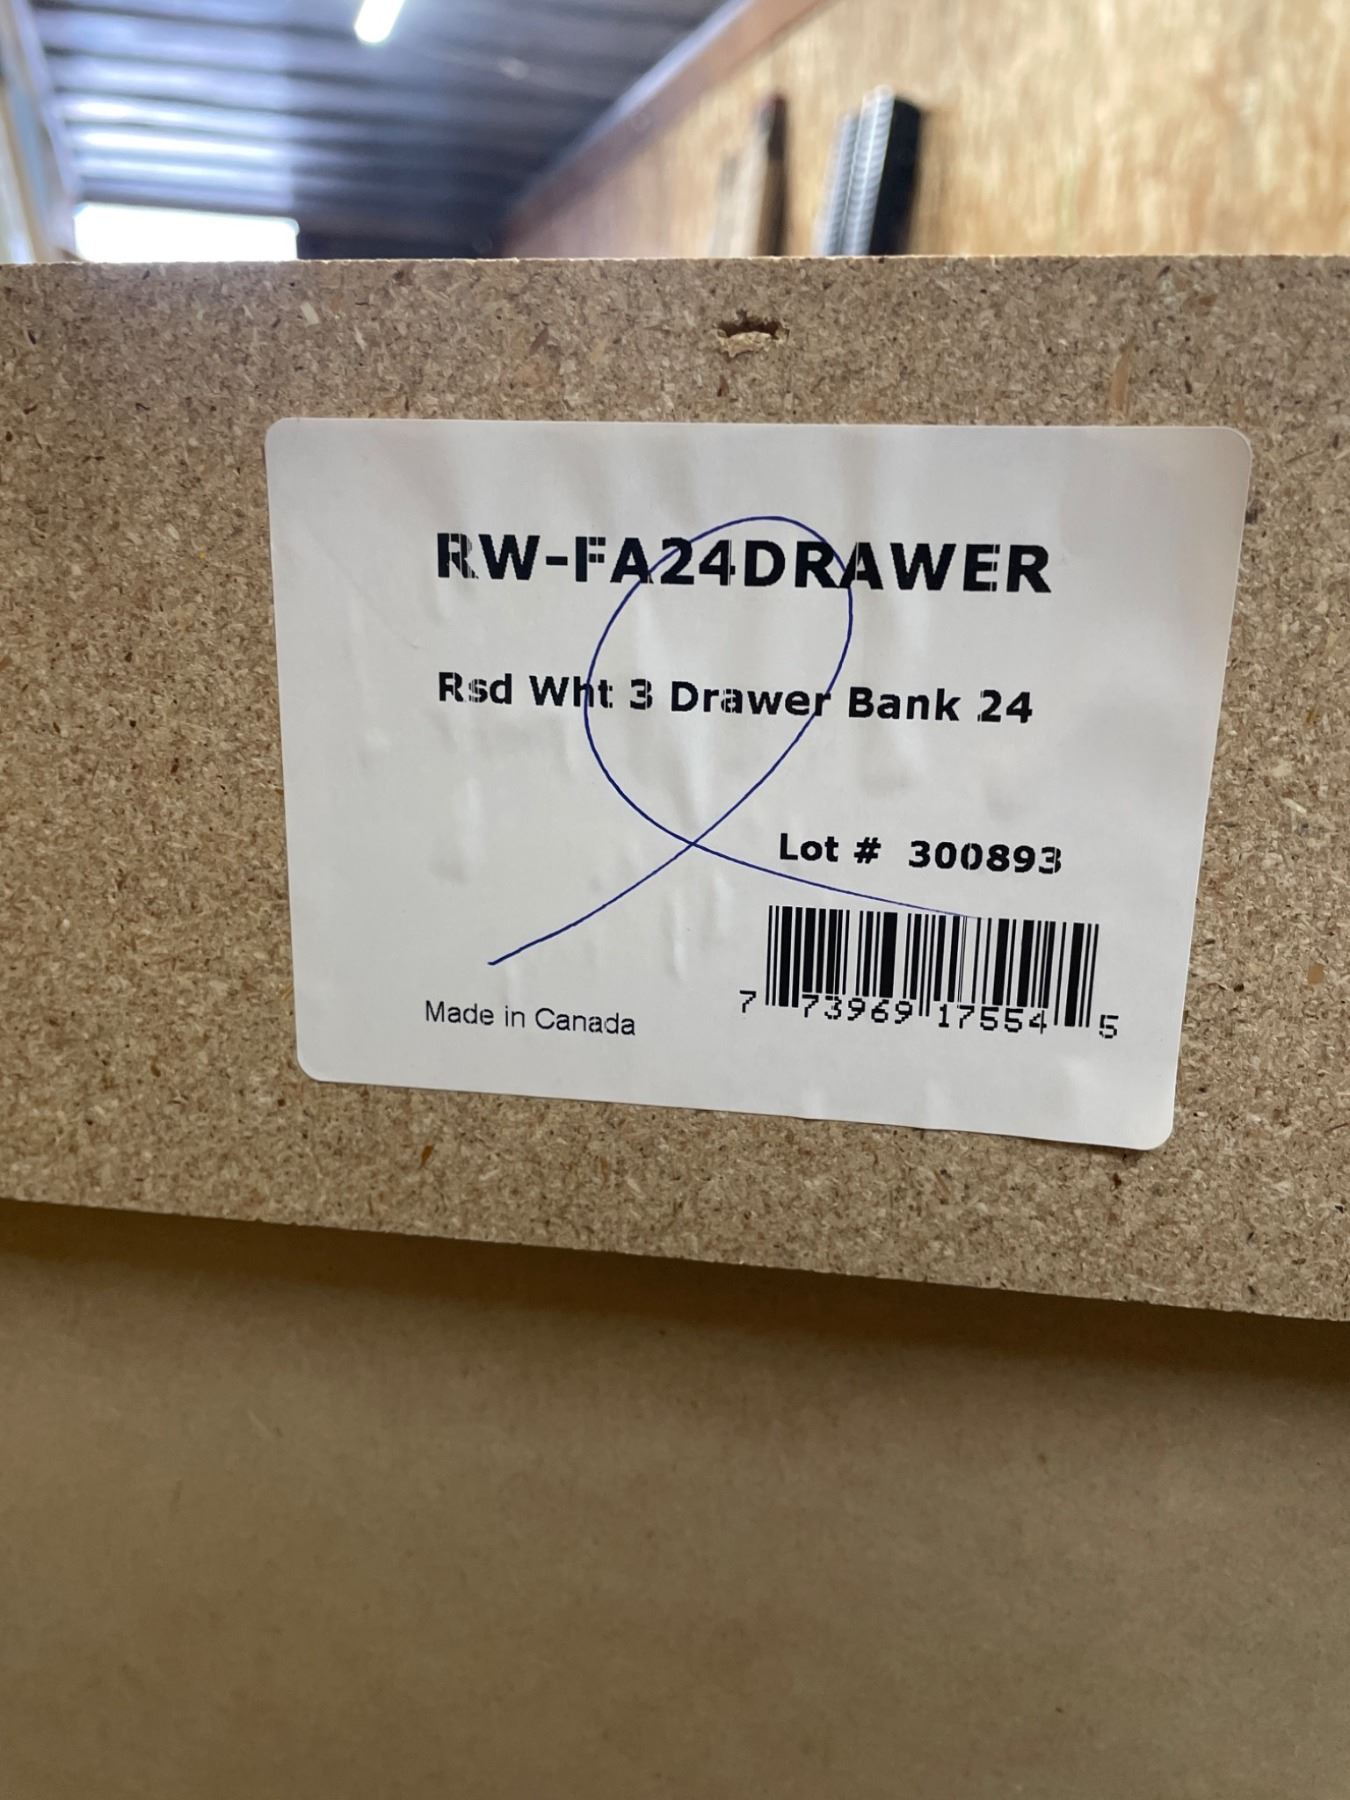 RW-FA24DRAWER
Rsd Wht 3 Drawer Bank 24
Lot # 300893
7 73969 17554 5
Made in Canada